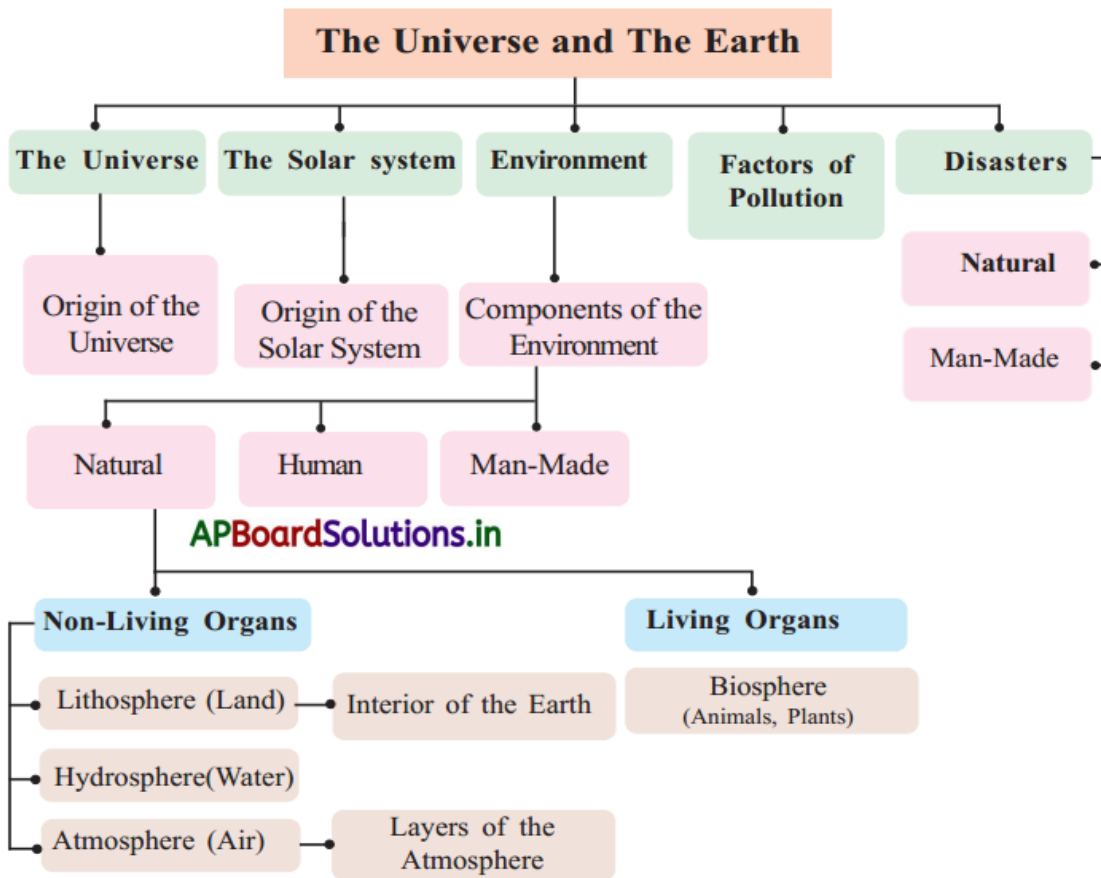 The Universe and The Earth
The Universe
The Solar system
Environment
Factors of
Pollution
Disasters
Origin of the
Universe
Origin of the
Solar System
Components of the
Environment
Natural
Man-Made
Natural
Human
Man-Made
APBoardSolutions.in
Non-Living Organs
Living Organs
Lithosphere (Land)
Interior of the Earth
Biosphere
(Animals, Plants)
Hydrosphere(Water)
Atmosphere (Air)
Layers of the
Atmosphere